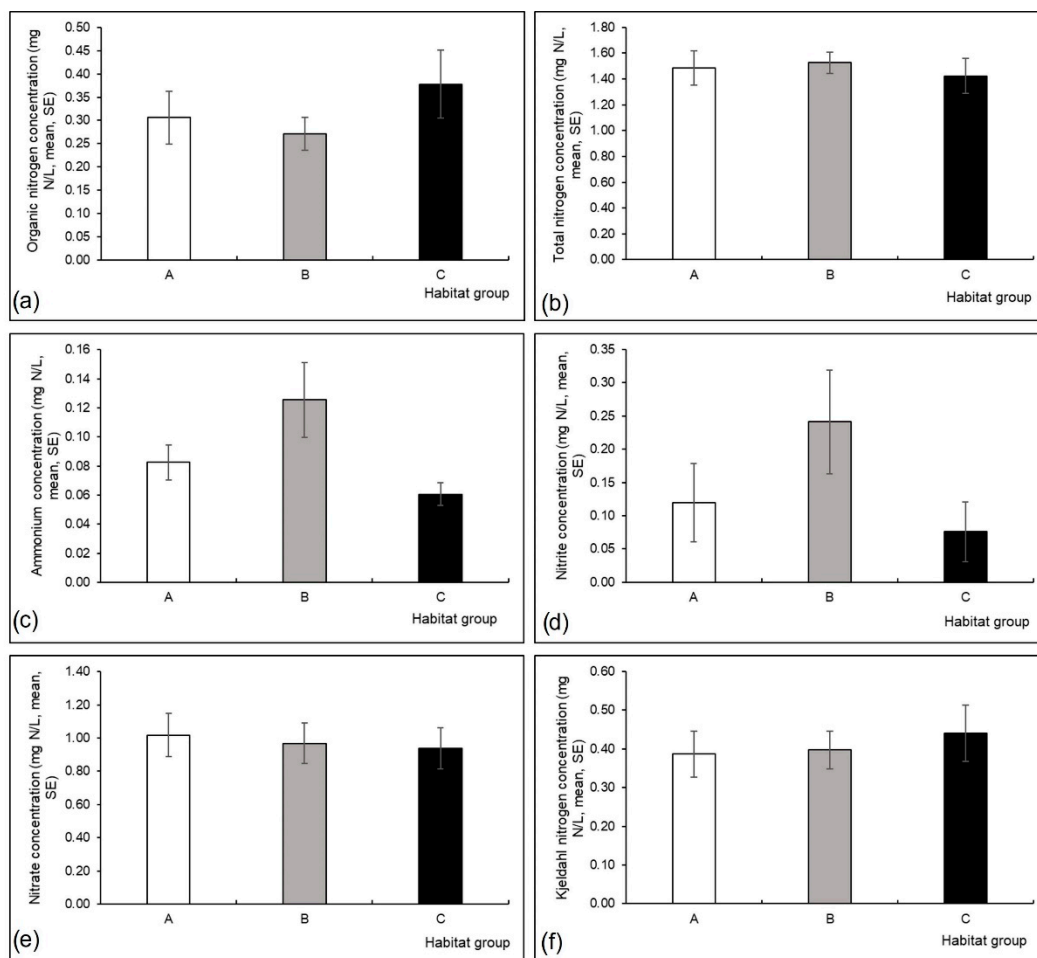 Organic nitrogen concentration (mg
N/L, mean, SE)
0.50
0.45
0.40
0.35
0.30
0.25
0.20
0.15
0.10
0.05
0.00
A
B
C
Habitat group
(a)
Total nitrogen concentration (mg N/L,
mean, SE)
1.80
1.60
1.40
1.20
1.00
0.80
0.60
0.40
0.20
0.00
A
B
C
Habitat group
(b)
Ammonium concentration (mg N/L,
mean, SE)
0.16
0.14
0.12
0.10
0.08
0.06
0.04
0.02
0.00
A
B
C
Habitat group
(c)
Nitrite concentration (mg N/L, mean,
SE)
0.35
0.30
0.25
0.20
0.15
0.10
0.05
0.00
A
B
C
Habitat group
(d)
Nitrate concentration (mg N/L, mean,
SE)
1.40
1.20
1.00
0.80
0.60
0.40
0.20
0.00
A
B
C
Habitat group
(e)
Kjeldahl nitrogen concentration (mg
N/L, mean, SE)
0.60
0.50
0.40
0.30
0.20
0.10
0.00
A
B
C
Habitat group
(f)